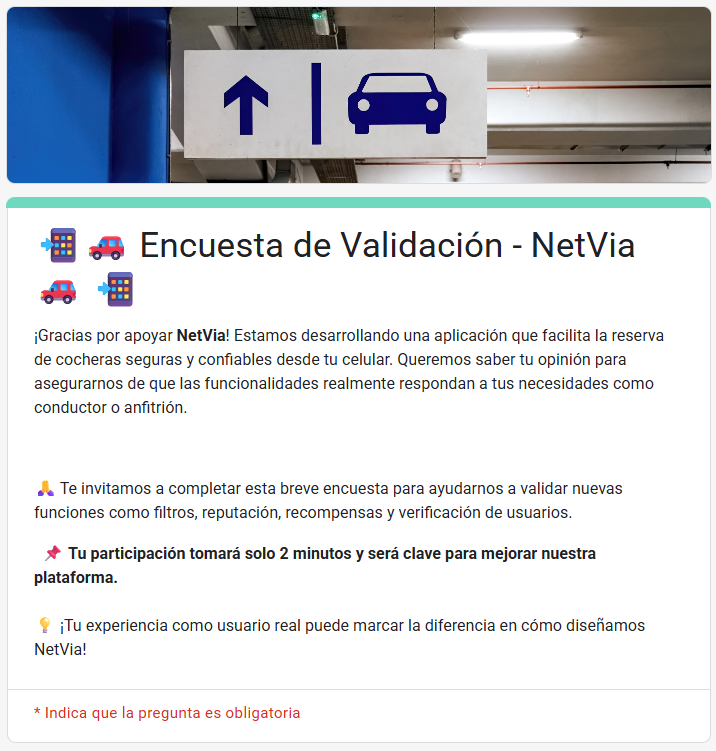 📲 🚗 Encuesta de Validación - NetVia
🚗 📲
¡Gracias por apoyar NetVia! Estamos desarrollando una aplicación que facilita la reserva
de cocheras seguras y confiables desde tu celular. Queremos saber tu opinión para
asegurarnos de que las funcionalidades realmente respondan a tus necesidades como
conductor o anfitrión.
🙏 Te invitamos a completar esta breve encuesta para ayudarnos a validar nuevas
funciones como filtros, reputación, recompensas y verificación de usuarios.
📌 Tu participación tomará solo 2 minutos y será clave para mejorar nuestra
plataforma.
💡 ¡Tu experiencia como usuario real puede marcar la diferencia en cómo diseñamos
NetVia!
* Indica que la pregunta es obligatoria